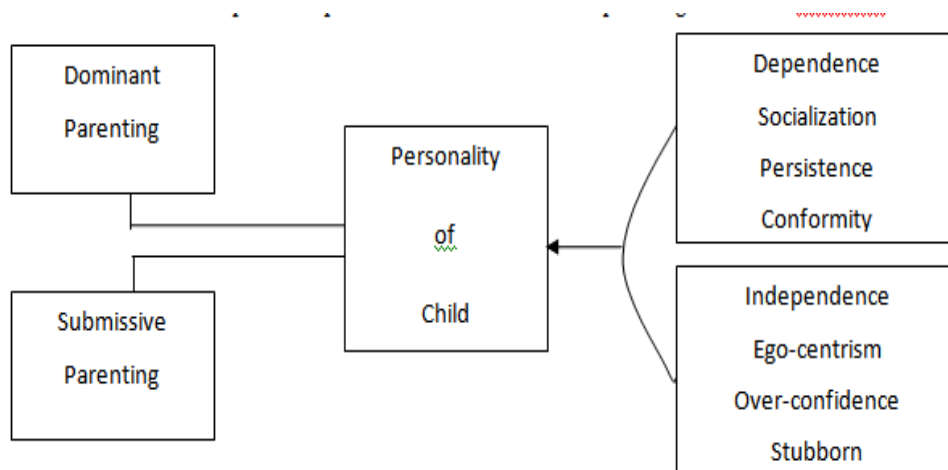 Dominant
Parenting
Submissive
Parenting
Personality
of
Child
Dependence
Socialization
Persistence
Conformity
Independence
Ego-centrism
Over-confidence
Stubborn